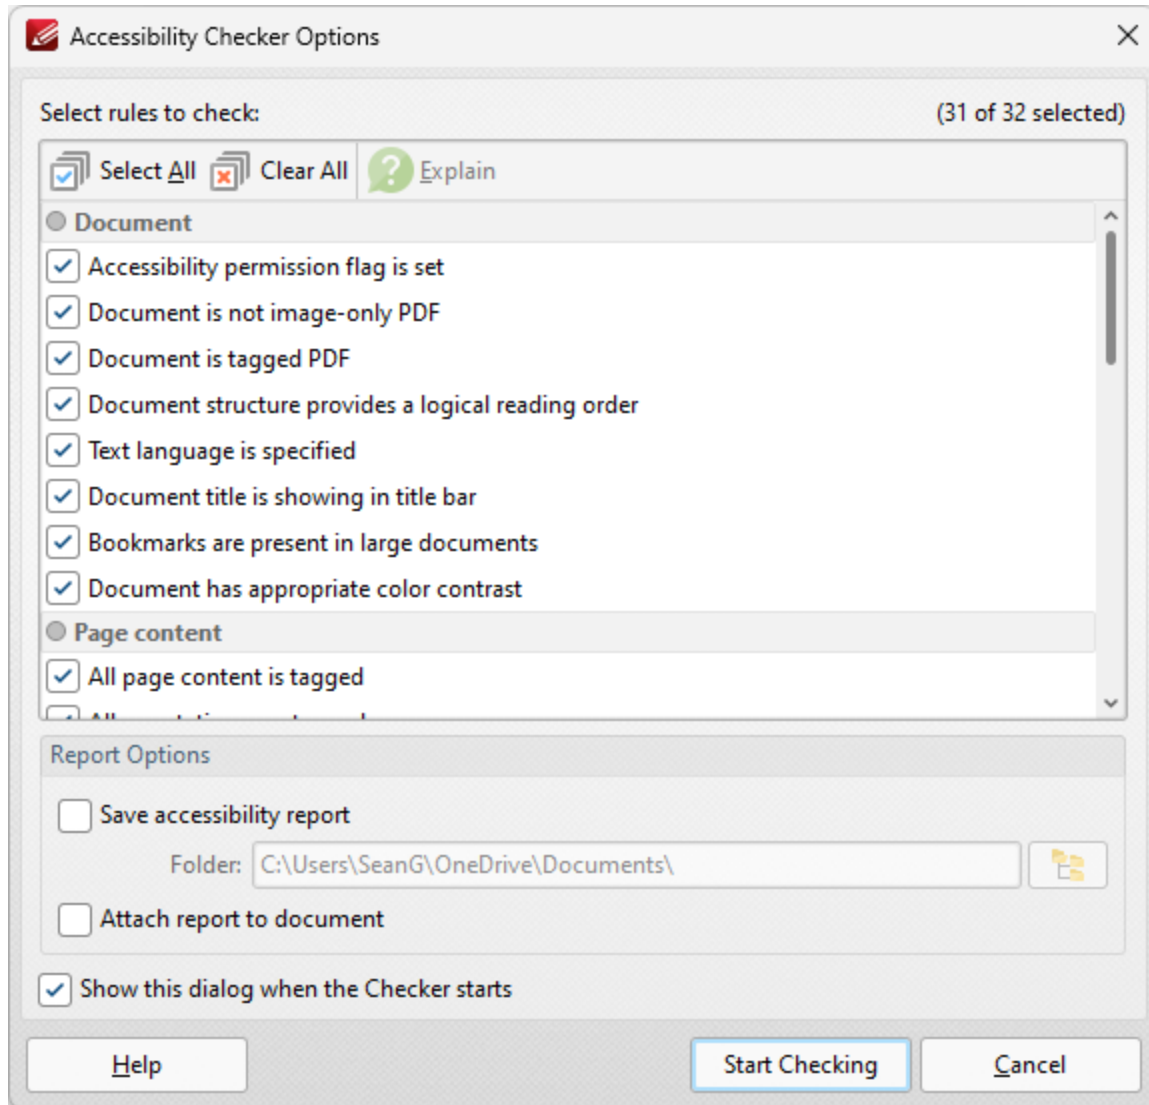 Accessibility Checker Options
Select rules to check: (31 of 32 selected)
Select All Clear All Explain
Document
Accessibility permission flag is set
Document is not image-only PDF
Document is tagged PDF
Document structure provides a logical reading order
Text language is specified
Document title is showing in title bar
Bookmarks are present in large documents
Document has appropriate color contrast
Page content
All page content is tagged
Report Options
Save accessibility report
Folder: C:\Users\SeanG\OneDrive\Documents\
Attach report to document
Show this dialog when the Checker starts
Help Start Checking Cancel